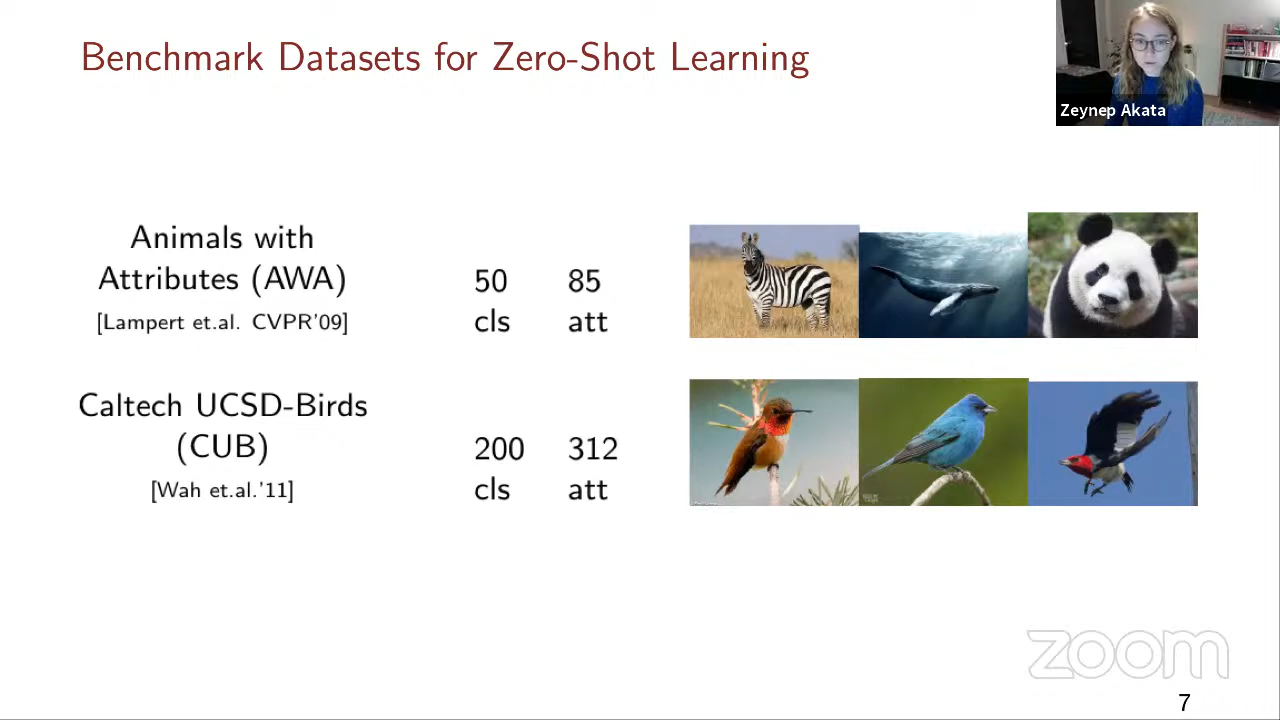 Benchmark Datasets for Zero-Shot Learning
Zeynep Akata
Animals with
Attributes (AWA)
[Lampert et.al. CVPR'09]
50
cls
85
att
Caltech UCSD-Birds
(CUB)
[Wah et.al.'11]
200
cls
312
att
zoom
7